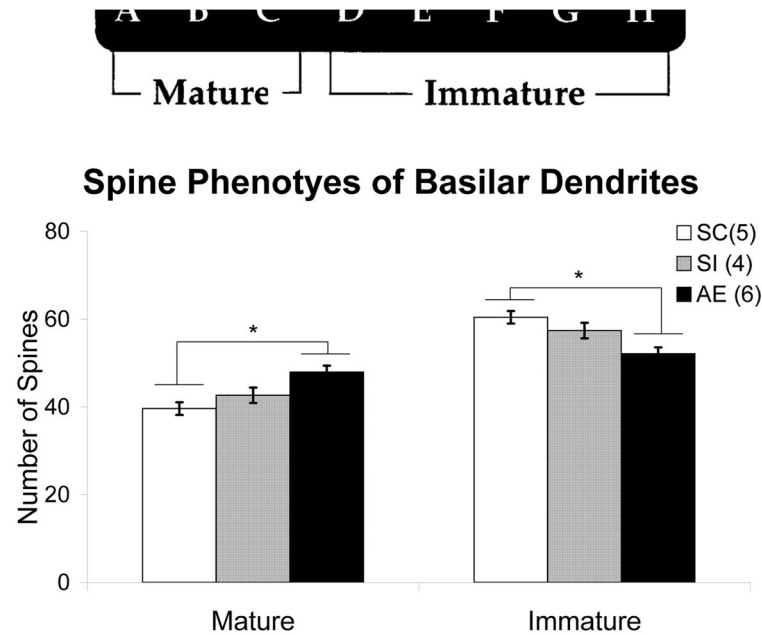 A B C D E F G H
Mature Immature
Spine Phenotyes of Basilar Dendrites
80
60
40
20
0
Number of Spines
SC(5)
SI (4)
AE (6)
*
*
Mature Immature